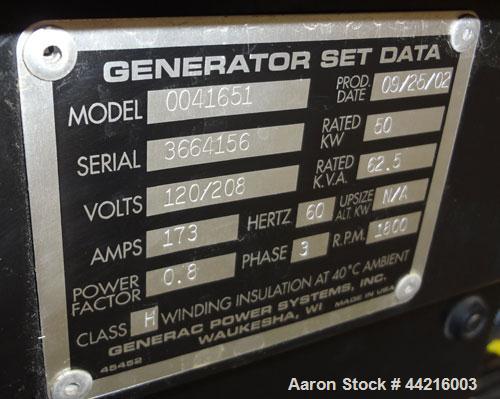 GENERATOR SET DATA
MODEL 0041651 PROD. DATE 09/26/02
SERIAL 3664156 RATED KW 50
VOLTS 120/208 RATED K.V.A. 62.5
AMPS 173 HERTZ 60 UPSIZE ALT. KW N/A
POWER FACTOR 0.8 PHASE 3 R.P.M. 1800
CLASS H WINDING INSULATION AT 40°C AMBIENT
GENERAC POWER SYSTEMS, INC.
WAUKESHA, WI MADE IN USA
45452
Aaron Stock # 44216003